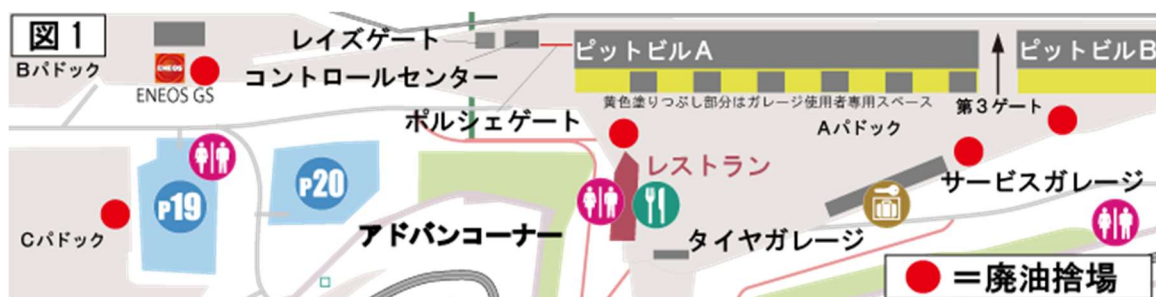 図1
Bパドック
ENEOS
ENEOS GS
レイズゲート
コントロールセンター
ポルシェゲート
ピットビルA
ピットビルB
黄色塗りつぶし部分はガレージ使用者専用スペース
Aパドック
第3ゲート
レストラン
サービスガレージ
タイヤガレージ
アドバンコーナー
P19
P20
Cパドック
=廃油捨場